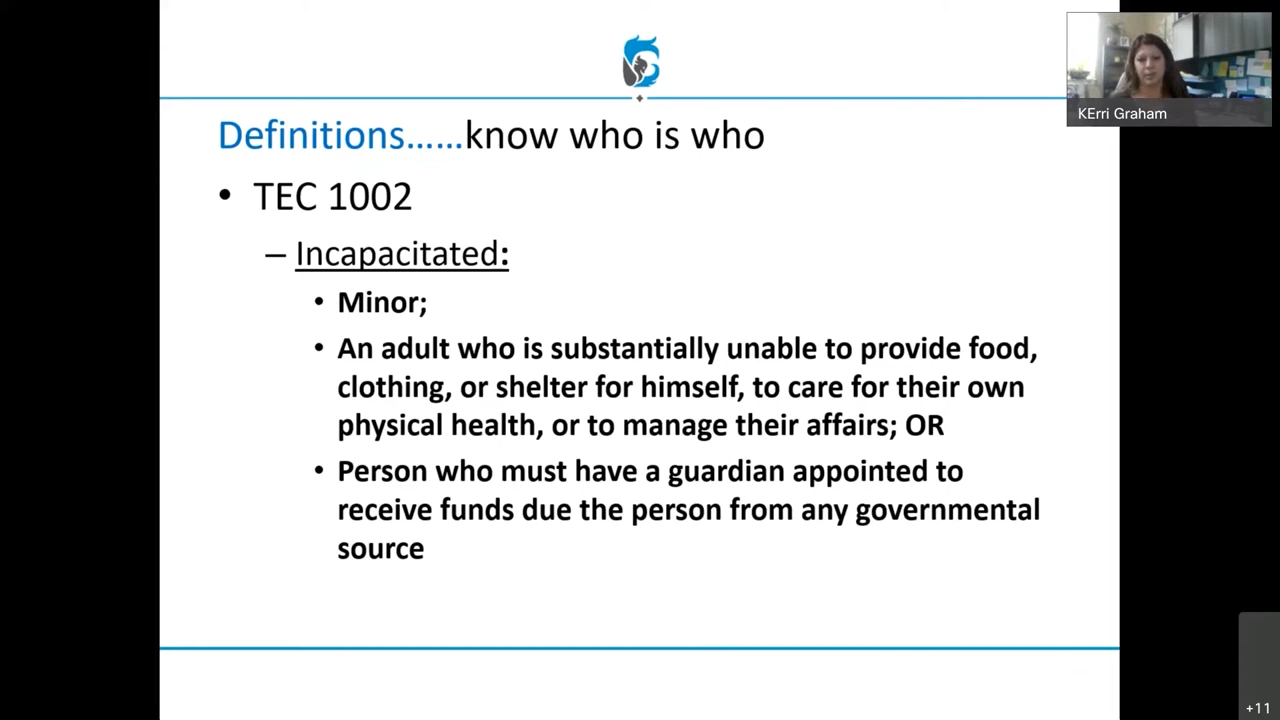 KErri Graham
Definitions……know who is who
• TEC 1002
– Incapacitated:
• Minor;
• An adult who is substantially unable to provide food,
clothing, or shelter for himself, to care for their own
physical health, or to manage their affairs; OR
• Person who must have a guardian appointed to
receive funds due the person from any governmental
source
+11